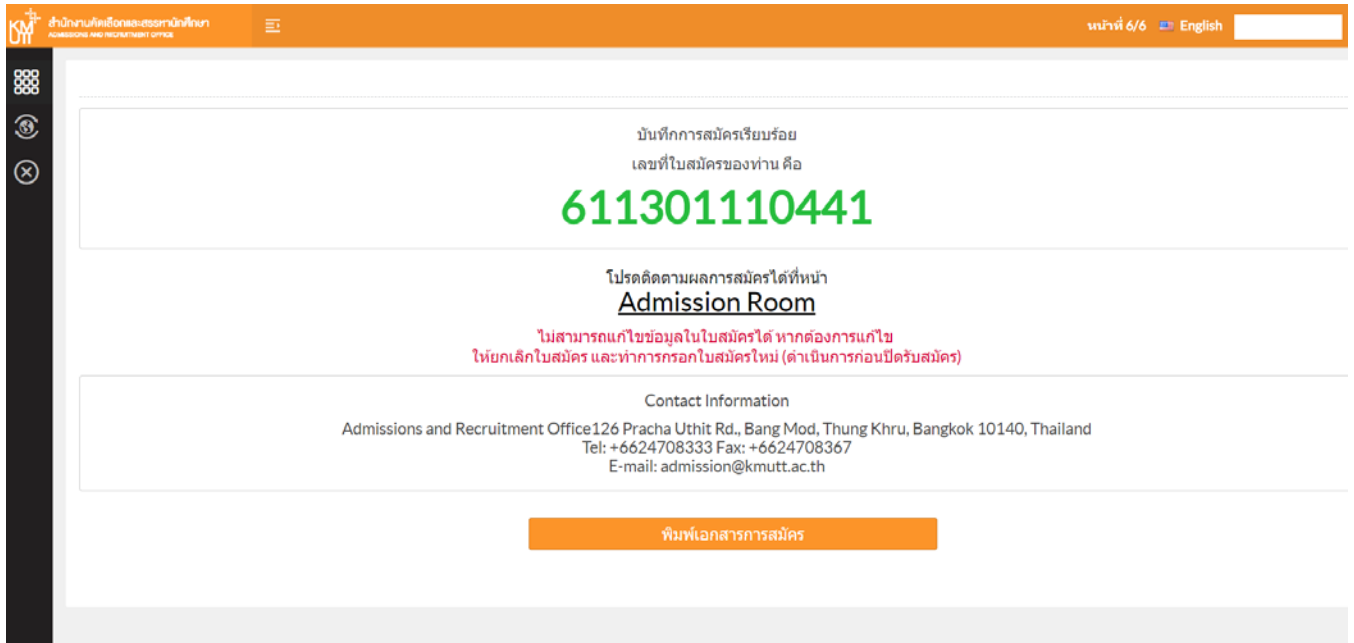 สำนักงานคัดเลือกและสรรหานักศึกษา
ADMISSIONS AND RECRUITMENT OFFICE
หน้าที่ 6/6 English
บันทึกการสมัครเรียบร้อย
เลขที่ใบสมัครของท่าน คือ
611301110441
โปรดติดตามผลการสมัครได้ที่หน้า
Admission Room
ไม่สามารถแก้ไขข้อมูลในใบสมัครได้ หากต้องการแก้ไข
ให้ยกเลิกใบสมัคร และทำการกรอกใบสมัครใหม่ (ดำเนินการก่อนปิดรับสมัคร)
Contact Information
Admissions and Recruitment Office126 Pracha Uthit Rd., Bang Mod, Thung Khru, Bangkok 10140, Thailand
Tel: +6624708333 Fax: +6624708367
E-mail: admission@kmutt.ac.th
พิมพ์เอกสารการสมัคร